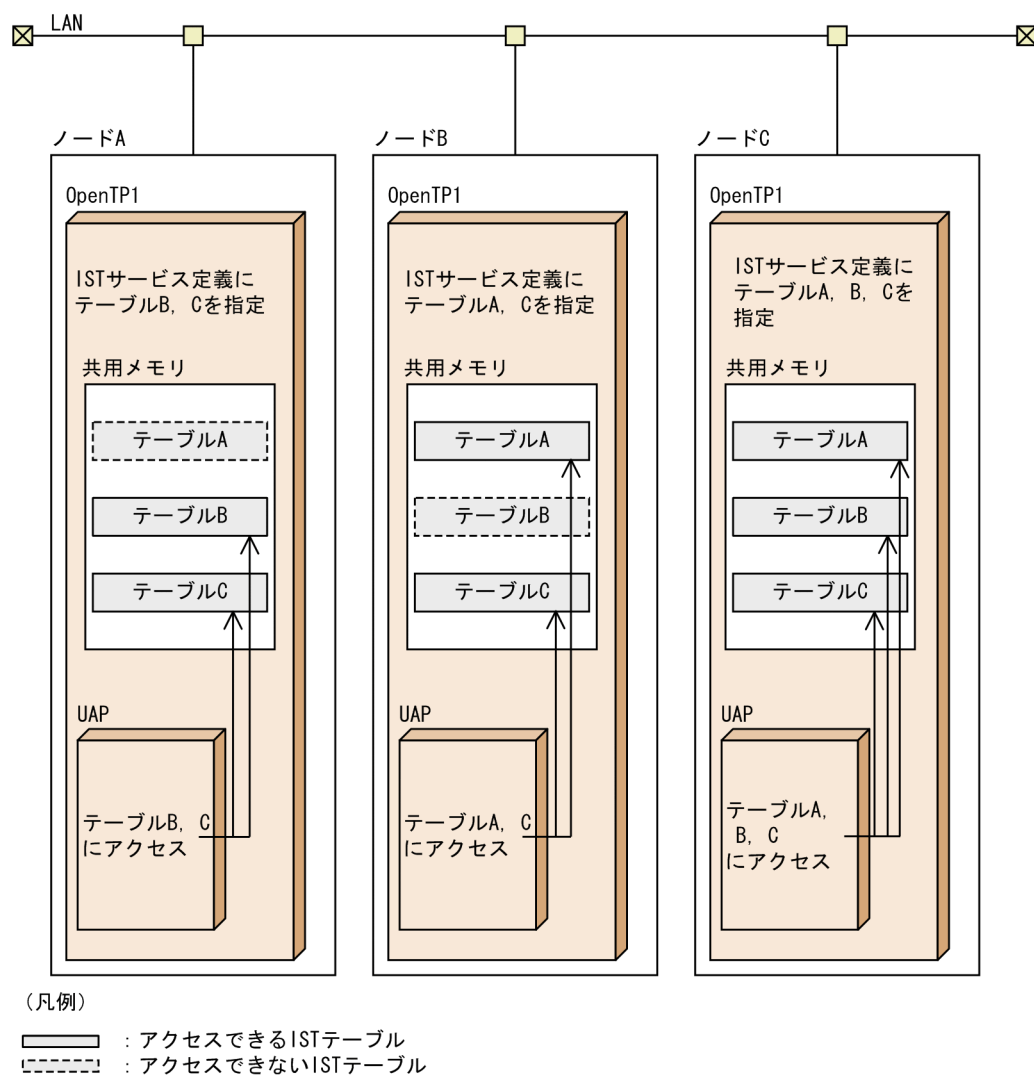 LAN
ノードA
OpenTP1
ISTサービス定義に
テーブルB, Cを指定
共用メモリ
テーブルA
テーブルB
テーブルC
UAP
テーブルB, C
にアクセス
ノードB
OpenTP1
ISTサービス定義に
テーブルA, Cを指定
共用メモリ
テーブルA
テーブルB
テーブルC
UAP
テーブルA, C
にアクセス
ノードC
OpenTP1
ISTサービス定義に
テーブルA, B, Cを
指定
共用メモリ
テーブルA
テーブルB
テーブルC
UAP
テーブルA,
B, C
にアクセス
(凡例)
:アクセスできるISTテーブル
:アクセスできないISTテーブル